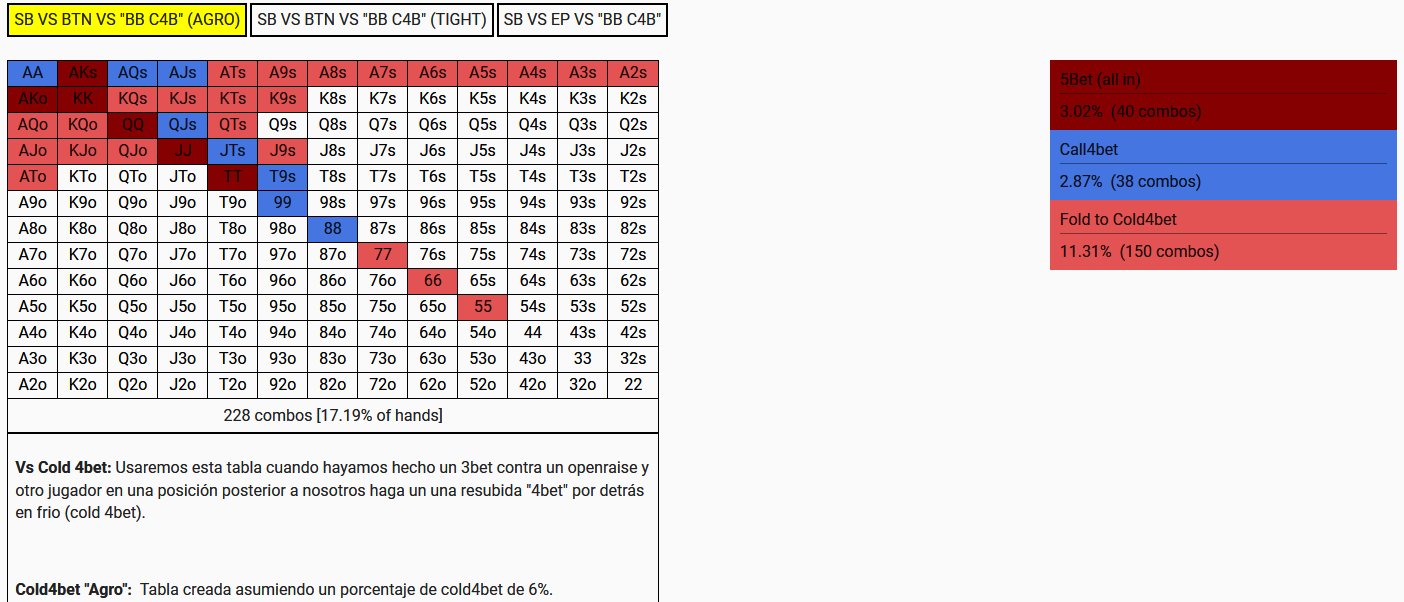 SB VS BTN VS "BB C4B" (AGRO) SB VS BTN VS "BB C4B" (TIGHT) SB VS EP VS "BB C4B"
AA AKs AQs AJs ATs A9s A8s A7s A6s A5s A4s A3s A2s
AKo KK KQs KJs KTs K9s K8s K7s K6s K5s K4s K3s K2s
AQo KQo QQ QJs QTs Q9s Q8s Q7s Q6s Q5s Q4s Q3s Q2s
AJo KJo QJo JJ JTs J9s J8s J7s J6s J5s J4s J3s J2s
ATo KTo QTo JTo TT T9s T8s T7s T6s T5s T4s T3s T2s
A9o K9o Q9o J9o T9o 99 98s 97s 96s 95s 94s 93s 92s
A8o K8o Q8o J8o T8o 98o 88 87s 86s 85s 84s 83s 82s
A7o K7o Q7o J7o T7o 97o 87o 77 76s 75s 74s 73s 72s
A6o K6o Q6o J6o T6o 96o 86o 76o 66 65s 64s 63s 62s
A5o K5o Q5o J5o T5o 95o 85o 75o 65o 55 54s 53s 52s
A4o K4o Q4o J4o T4o 94o 84o 74o 64o 54o 44 43s 42s
A3o K3o Q3o J3o T3o 93o 83o 73o 63o 53o 43o 33 32s
A2o K2o Q2o J2o T2o 92o 82o 72o 62o 52o 42o 32o 22
228 combos [17.19% of hands]
Vs Cold 4bet: Usaremos esta tabla cuando hayamos hecho un 3bet contra un openraise y
otro jugador en una posición posterior a nosotros haga un una resubida "4bet" por detrás
en frio (cold 4bet).
Cold4bet "Agro": Tabla creada asumiendo un porcentaje de cold4bet de 6%.
5Bet (all in)
3.02% (40 combos)
Call4bet
2.87% (38 combos)
Fold to Cold4bet
11.31% (150 combos)